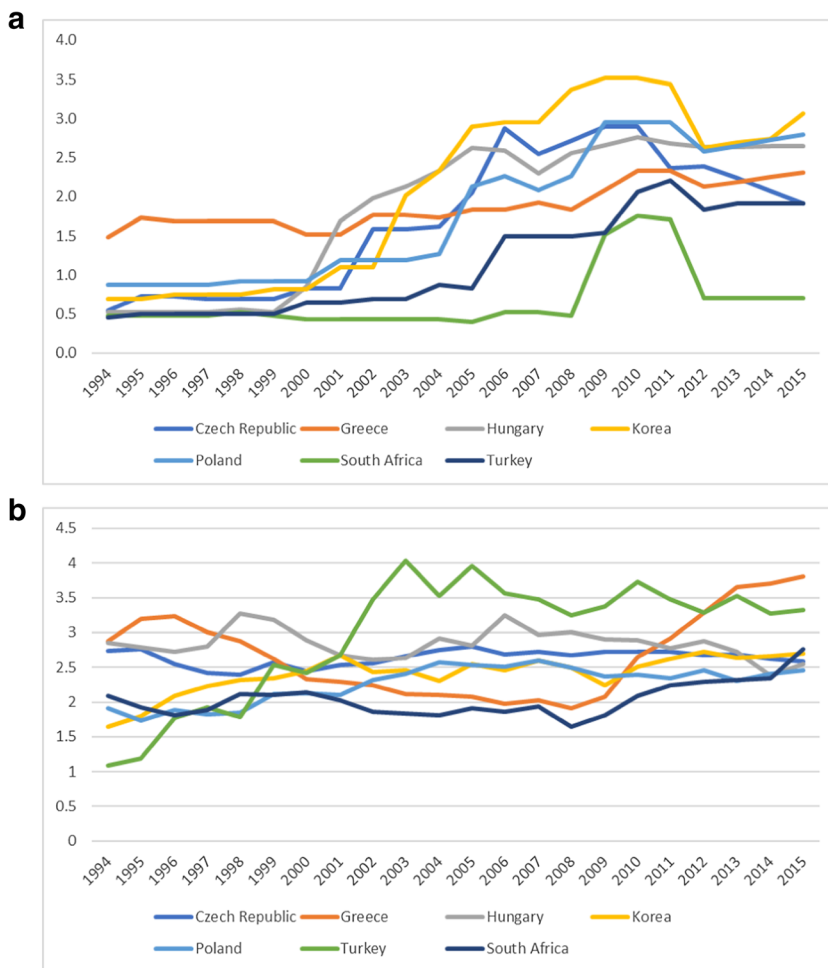 a
4.0
3.5
3.0
2.5
2.0
1.5
1.0
0.5
0.0
1994 1995 1996 1997 1998 1999 2000 2001 2002 2003 2004 2005 2006 2007 2008 2009 2010 2011 2012 2013 2014 2015
Czech Republic Greece Hungary Korea
Poland South Africa Turkey
b
4.5
4
3.5
3
2.5
2
1.5
1
0.5
0
1994 1995 1996 1997 1998 1999 2000 2001 2002 2003 2004 2005 2006 2007 2008 2009 2010 2011 2012 2013 2014 2015
Czech Republic Greece Hungary Korea
Poland Turkey South Africa